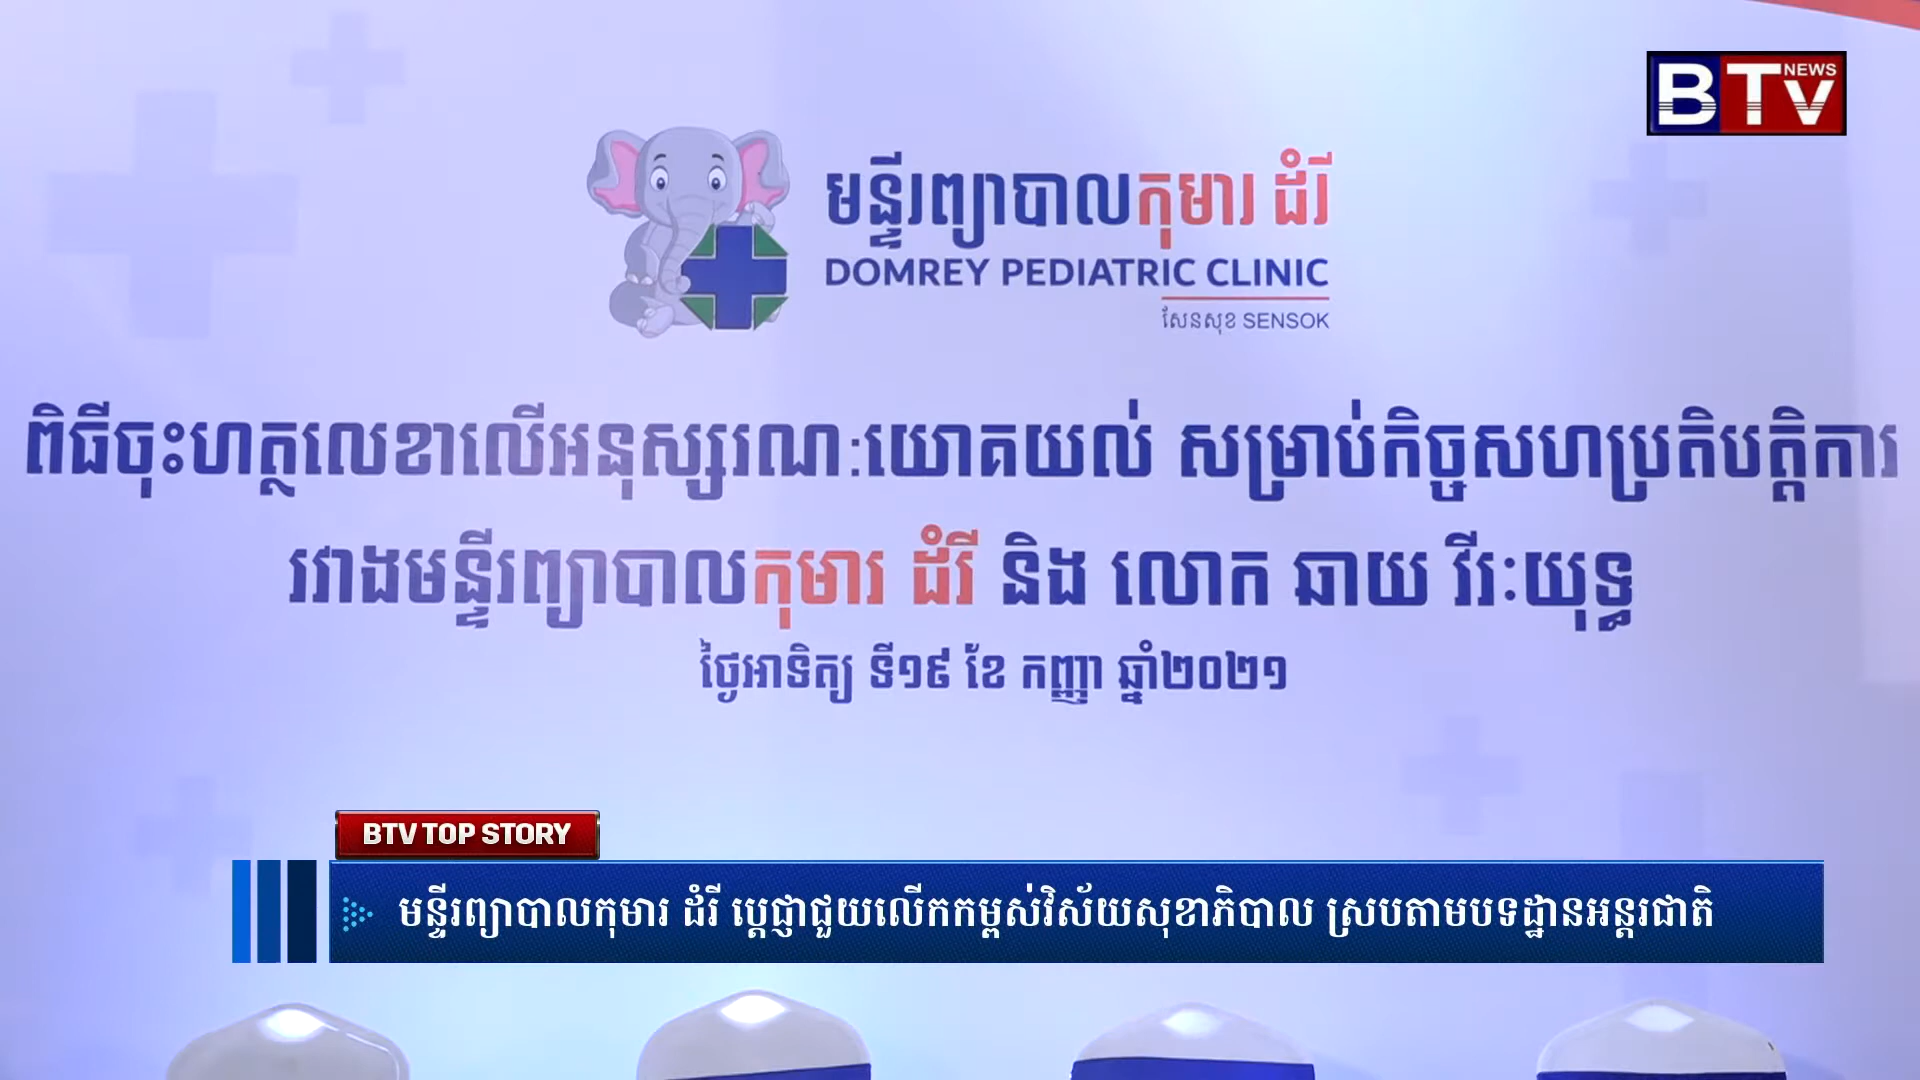 BTV NEWS
មន្ទីរព្យាបាលកុមារ ដំរី
DOMREY PEDIATRIC CLINIC
សែនសុខ SENSOK
ពិធីចុះហត្ថលេខាលើអនុស្សរណៈយោគយល់ សម្រាប់កិច្ចសហប្រតិបត្តិការ
រវាងមន្ទីរព្យាបាលកុមារ ដំរី និង លោក ឆាយ វីរៈយុទ្ធ
ថ្ងៃអាទិត្យ ទី១៩ ខែ កញ្ញា ឆ្នាំ២០២១
BTV TOP STORY
មន្ទីរព្យាបាលកុមារ ដំរី ប្តេជ្ញាជួយលើកកម្ពស់វិស័យសុខាភិបាល ស្របតាមបទដ្ឋានអន្តរជាតិ